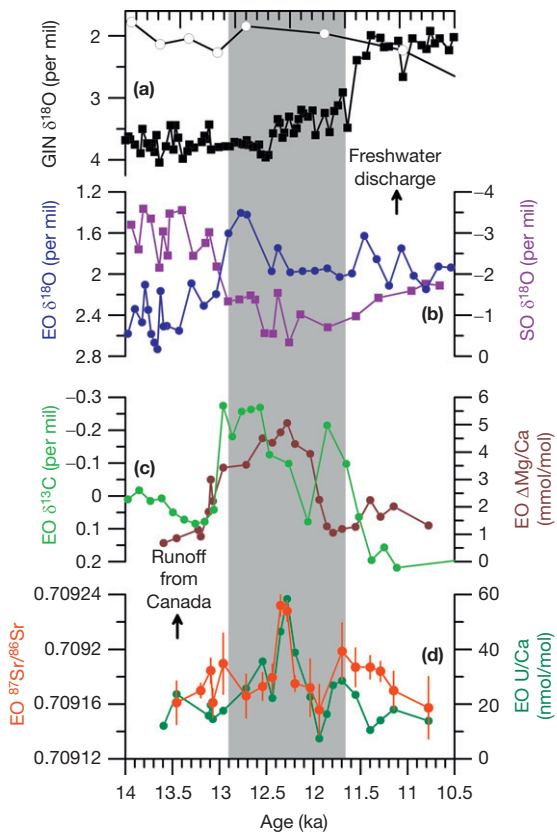 2
3
4
GIN δ18O (per mil)
(a)
Freshwater
discharge
1.2
1.6
2.0
2.4
2.8
EO δ18O (per mil)
−4
−3
−2
−1
0
SO δ18O (per mil)
(b)
−0.3
−0.2
−0.1
0
0.1
0.2
EO δ13C (per mil)
(c)
6
5
4
3
2
1
0
EO ΔMg/Ca
(mmol/mol)
Runoff
from
Canada
0.70924
0.7092
0.70916
0.70912
EO 87Sr/86Sr
(d)
60
40
20
0
EO U/Ca
(nmol/mol)
14 13.5 13.0 12.5 12 11.5 11 10.5
Age (ka)